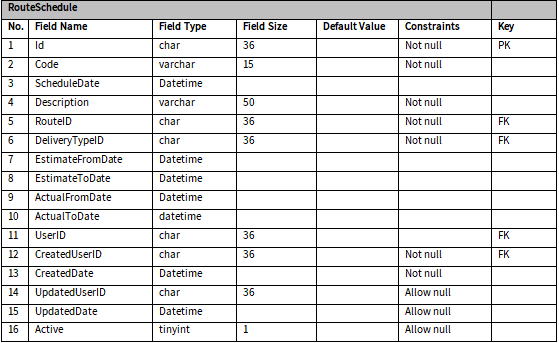 RouteSchedule
No. Field Name Field Type Field Size Default Value Constraints Key
1 Id char 36 Not null PK
2 Code varchar 15 Not null
3 ScheduleDate Datetime
4 Description varchar 50 Not null
5 RouteID char 36 Not null FK
6 DeliveryTypeID char 36 Not null FK
7 EstimateFromDate Datetime
8 EstimateToDate Datetime
9 ActualFromDate Datetime
10 ActualToDate datetime
11 UserID char 36 FK
12 CreatedUserID char 36 Not null FK
13 CreatedDate Datetime Not null
14 UpdatedUserID char 36 Allow null
15 UpdatedDate Datetime Allow null
16 Active tinyint 1 Allow null